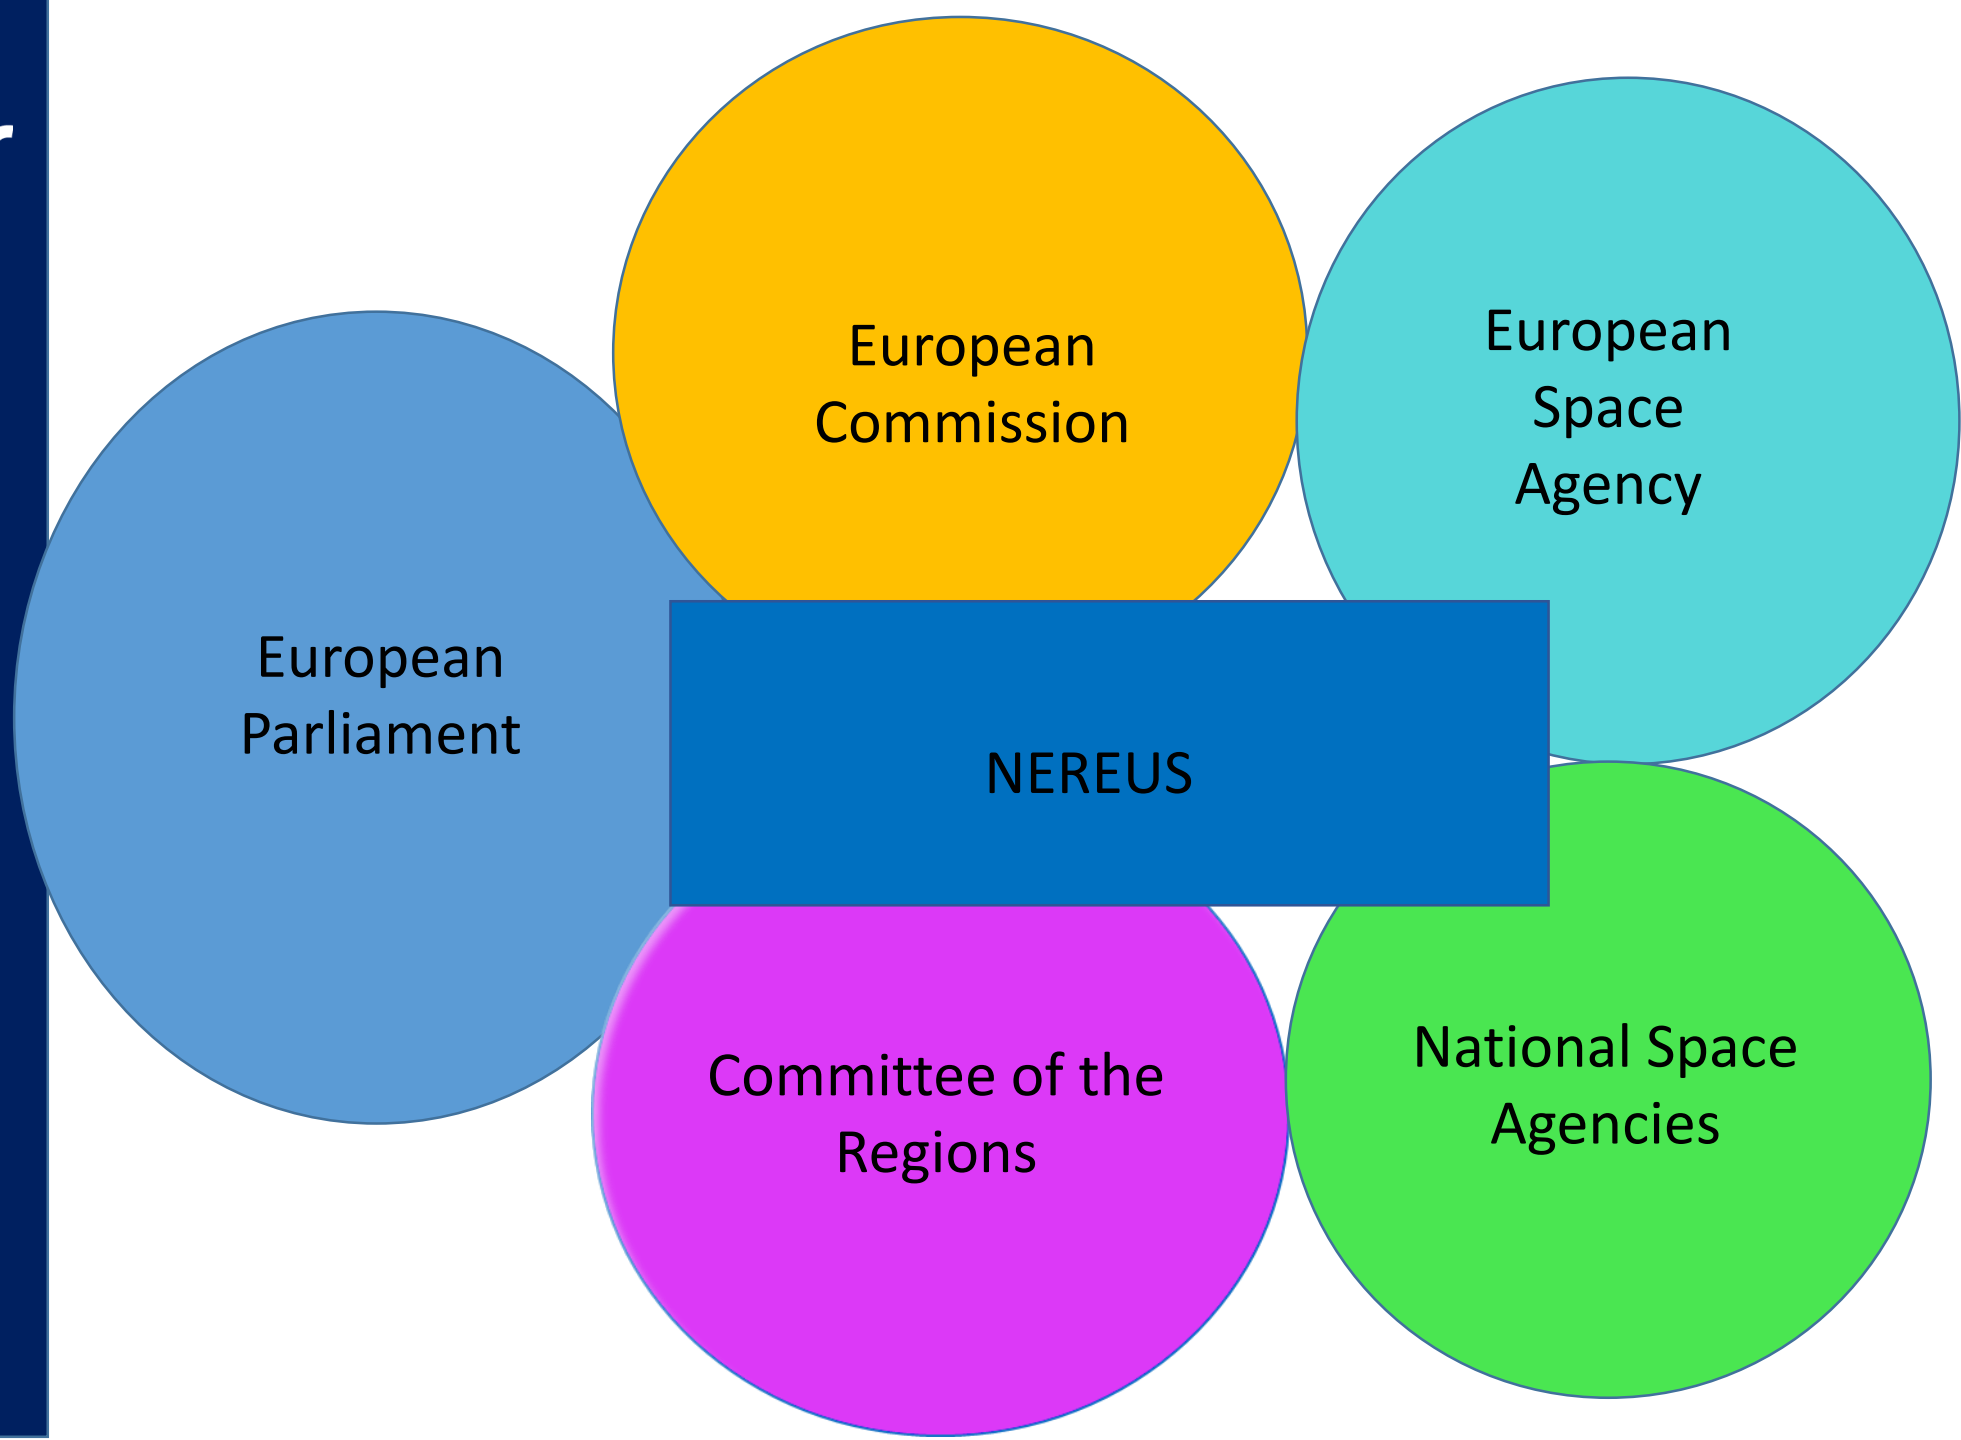 European
Commission
European
Space
Agency
European
Parliament
NEREUS
Committee of the
Regions
National Space
Agencies